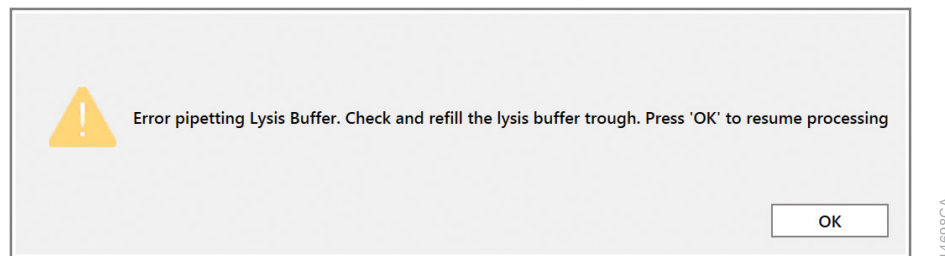 Error pipetting Lysis Buffer. Check and refill the lysis buffer trough. Press 'OK' to resume processing
OK